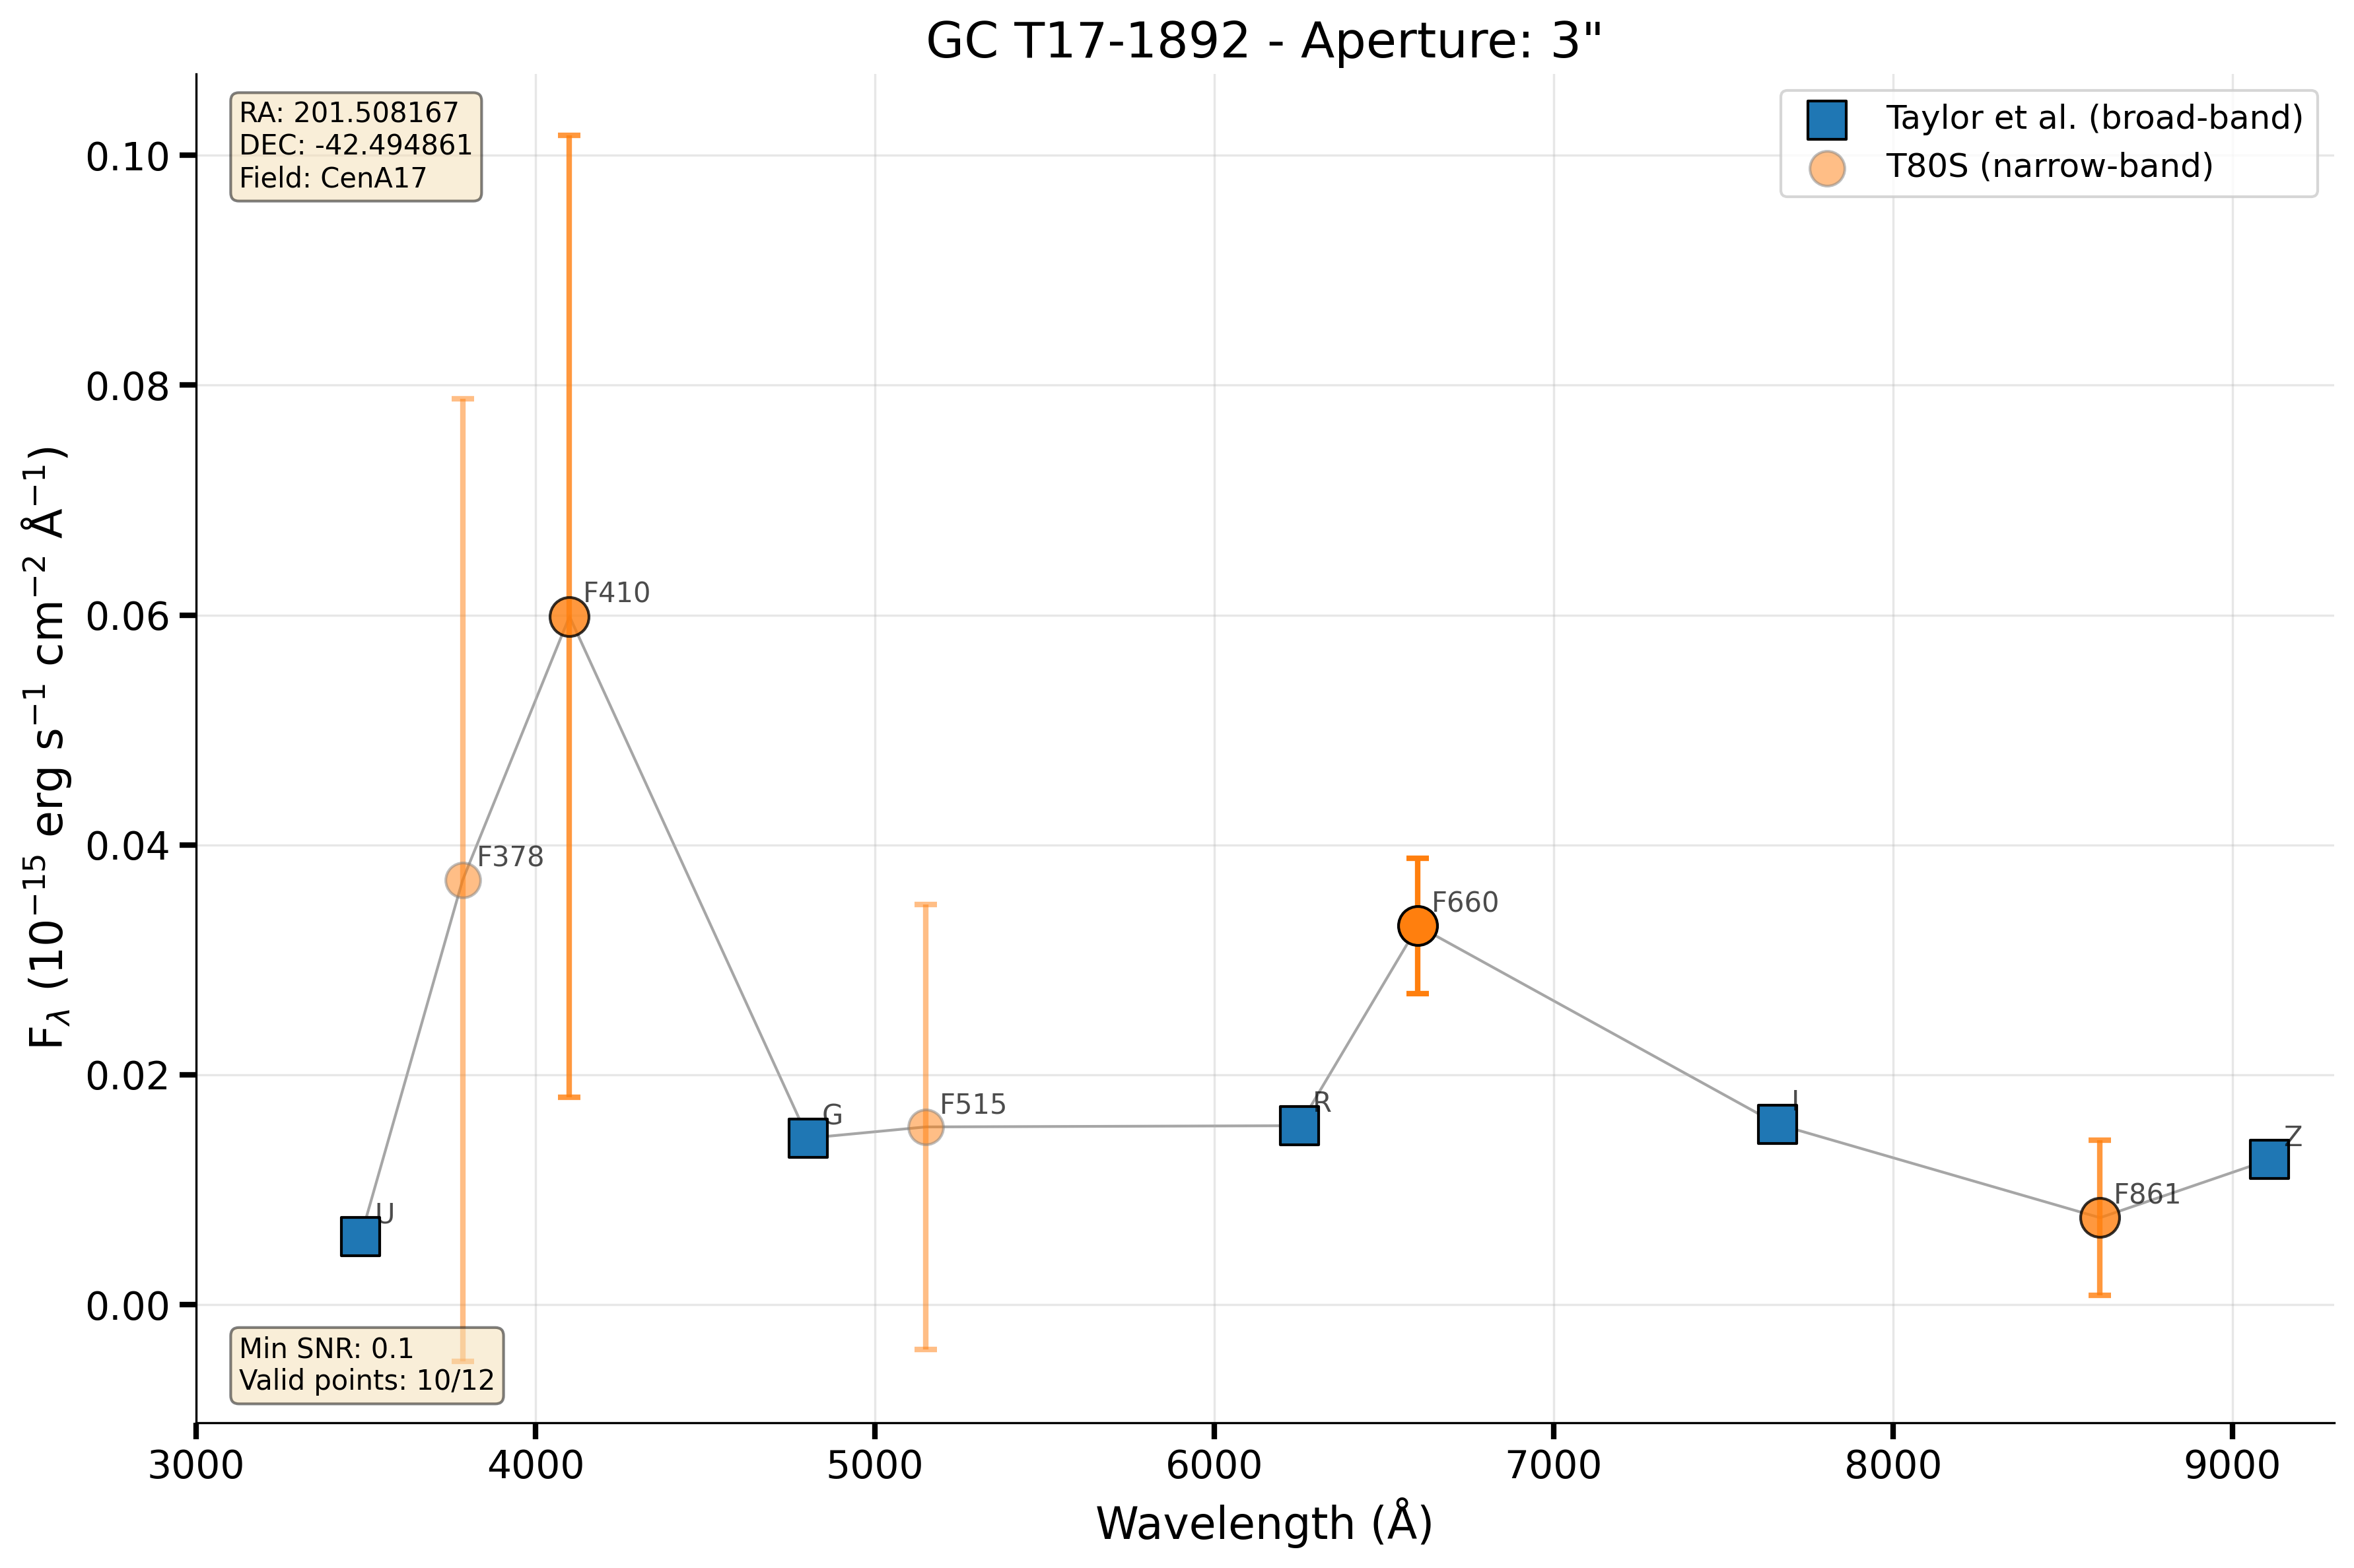 GC T17-1892 - Aperture: 3"
RA: 201.508167
DEC: -42.494861
Field: CenA17
Taylor et al. (broad-band)
T80S (narrow-band)
0.10
0.08
0.06
0.04
0.02
0.00
F$_{\lambda}$ (10$^{-15}$ erg s$^{-1}$ cm$^{-2}$ Å$^{-1}$)
F410
F378
F660
F515
G
R
I
Z
U
F861
Min SNR: 0.1
Valid points: 10/12
3000 4000 5000 6000 7000 8000 9000
Wavelength (Å)